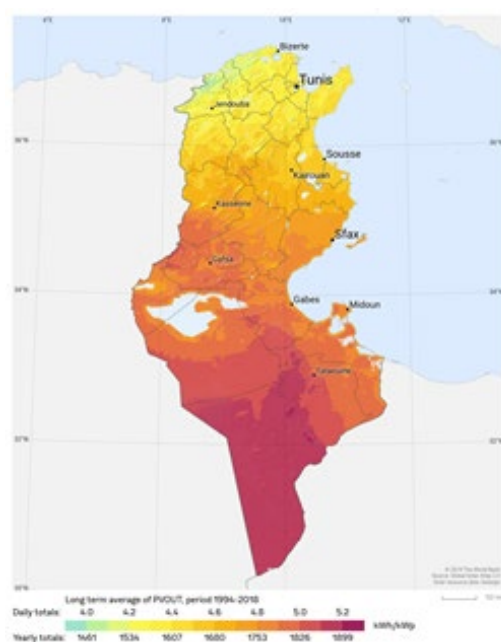 Bizerte
Tunis
Jendouba
Sousse
Kairouan
Kasserine
Sfax
Gafsa
Gabes
Midoun
Tataouine
Long term average of PVOUT, period 1994-2018
Daily totals: 4.0 4.2 4.4 4.6 4.8 5.0 5.2
kWh/kWp
Yearly totals: 1461 1534 1607 1680 1753 1826 1899